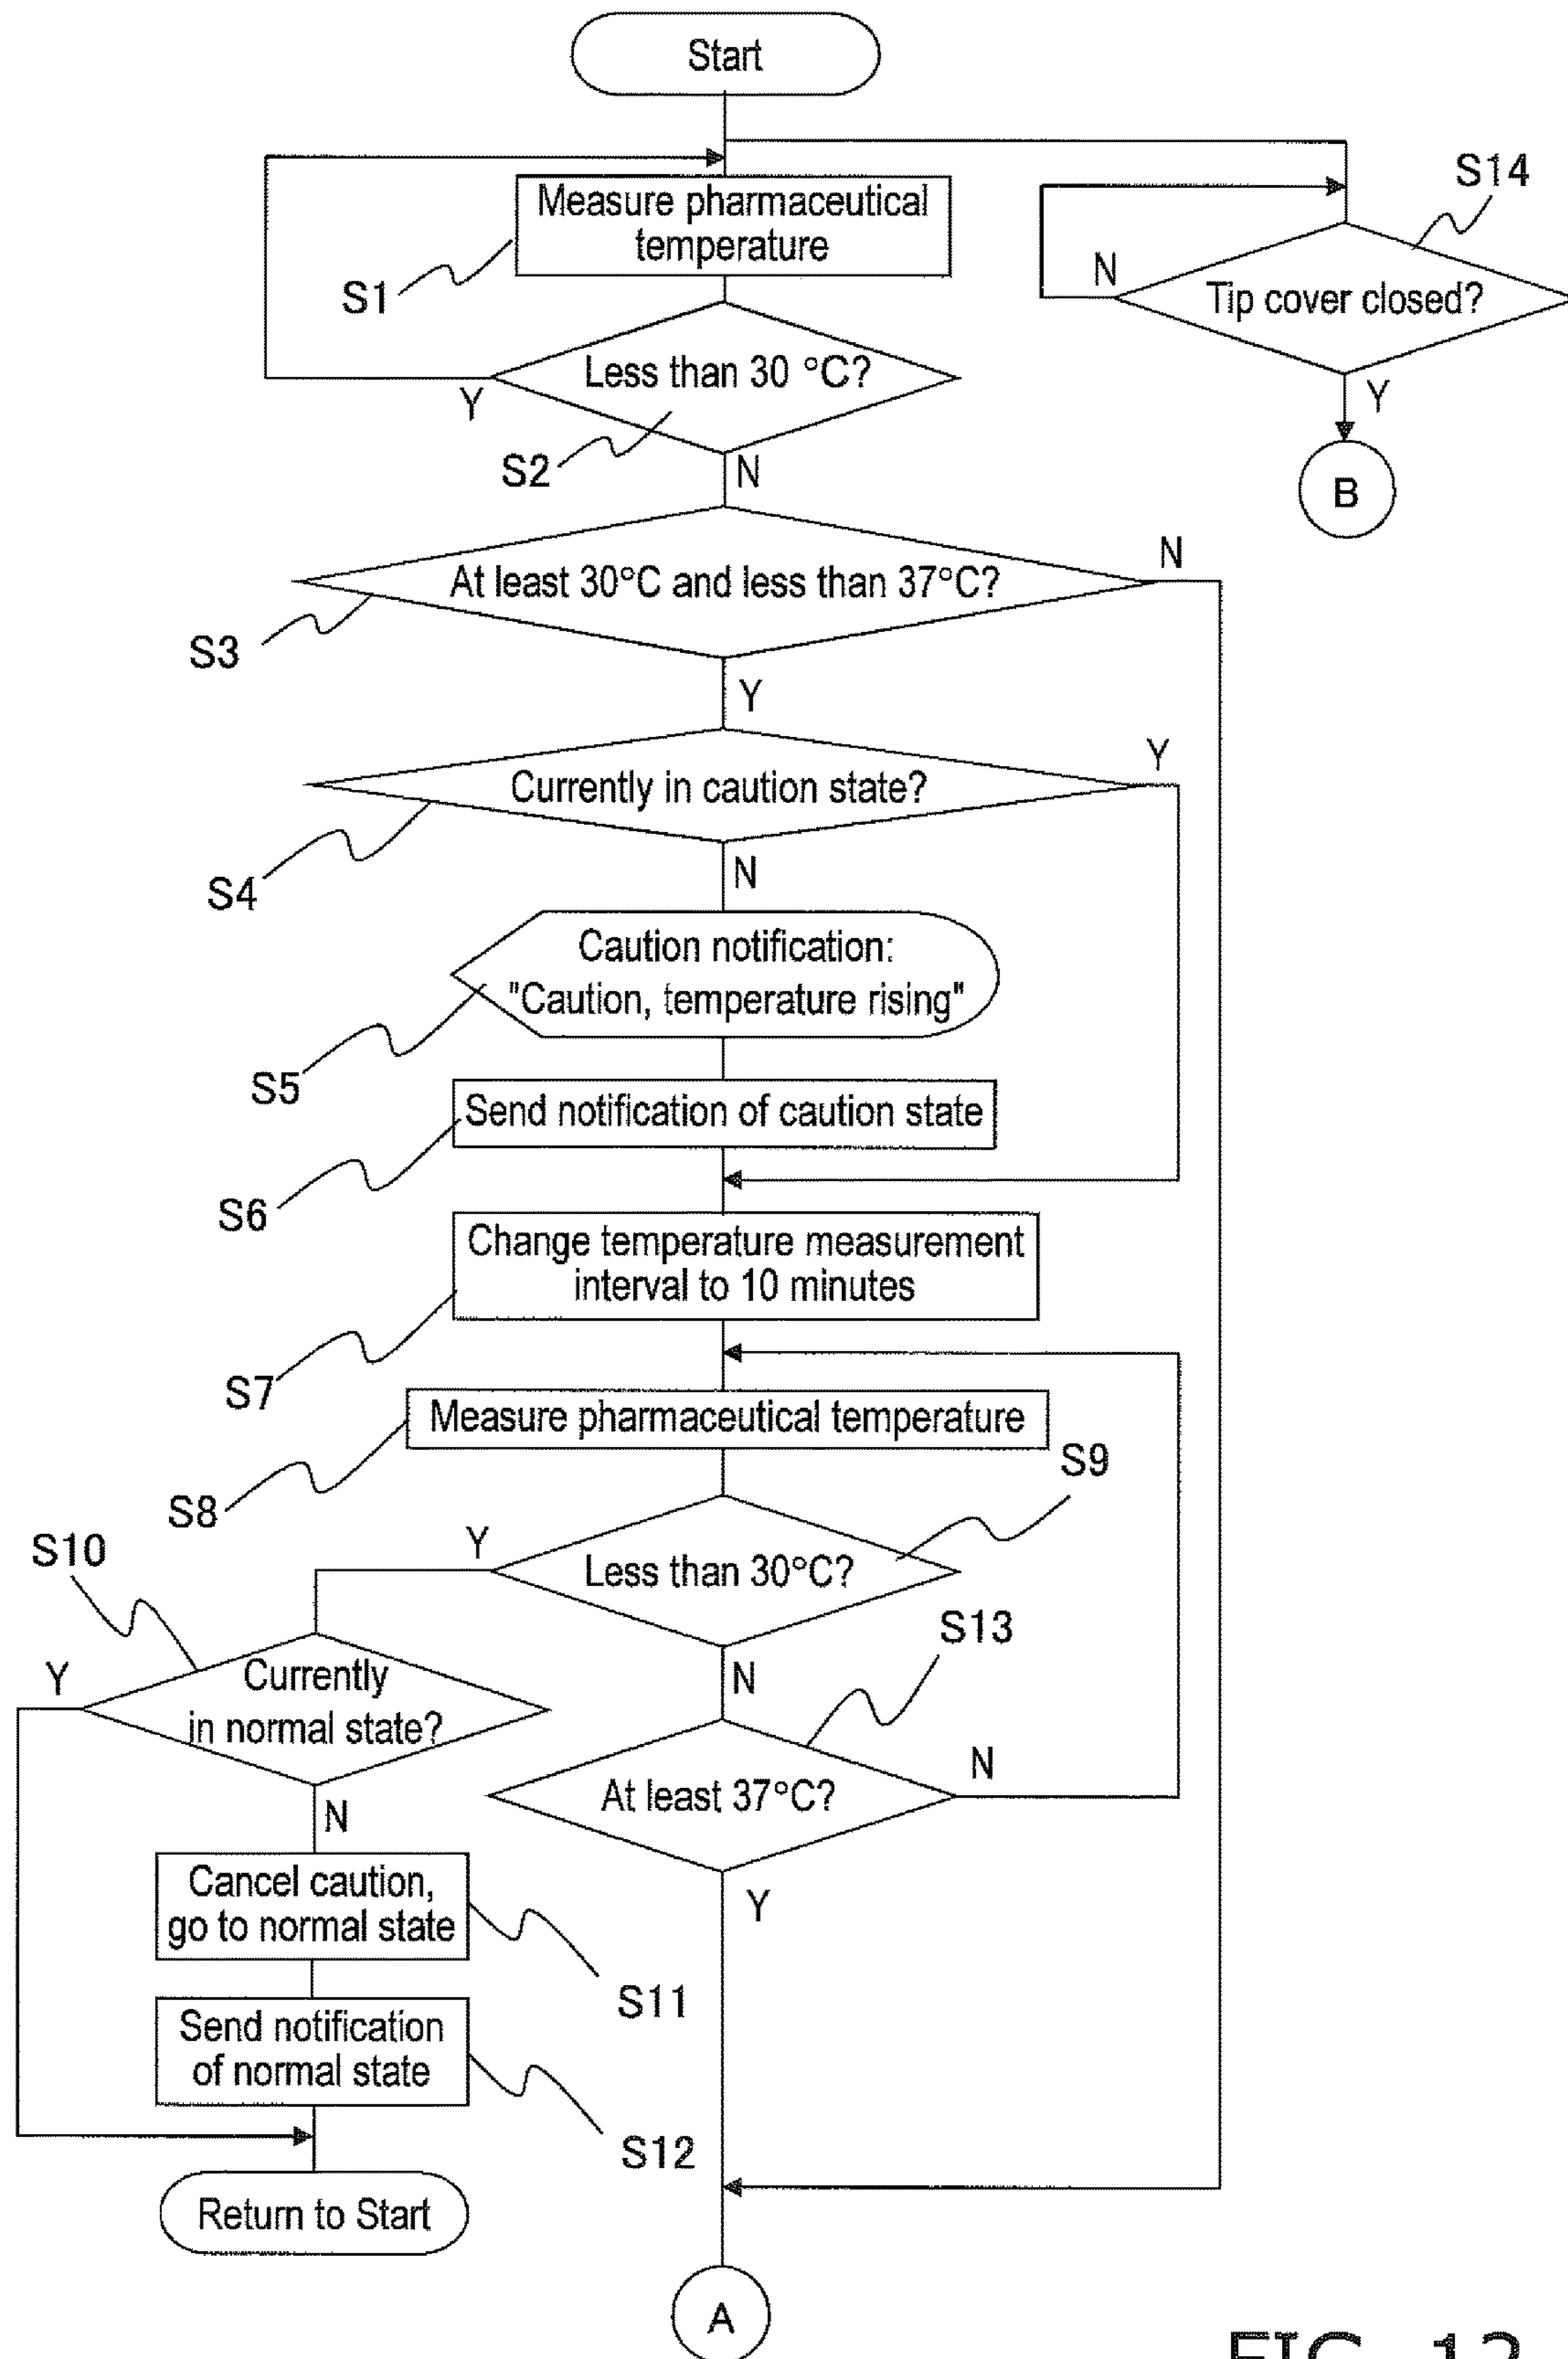 Start
Measure pharmaceutical
temperature
S1
S14
N
Tip cover closed?
Y
B
Less than 30 °C?
Y
S2
N
At least 30°C and less than 37°C?
N
S3
Y
Currently in caution state?
Y
S4
N
Caution notification:
"Caution, temperature rising"
S5
Send notification of caution state
S6
Change temperature measurement
interval to 10 minutes
S7
Measure pharmaceutical temperature
S8
S9
Less than 30°C?
Y
S10
N
S13
Currently
in normal state?
Y
N
At least 37°C?
N
Y
Cancel caution,
go to normal state
S11
Send notification
of normal state
S12
Return to Start
A
FIG. 12